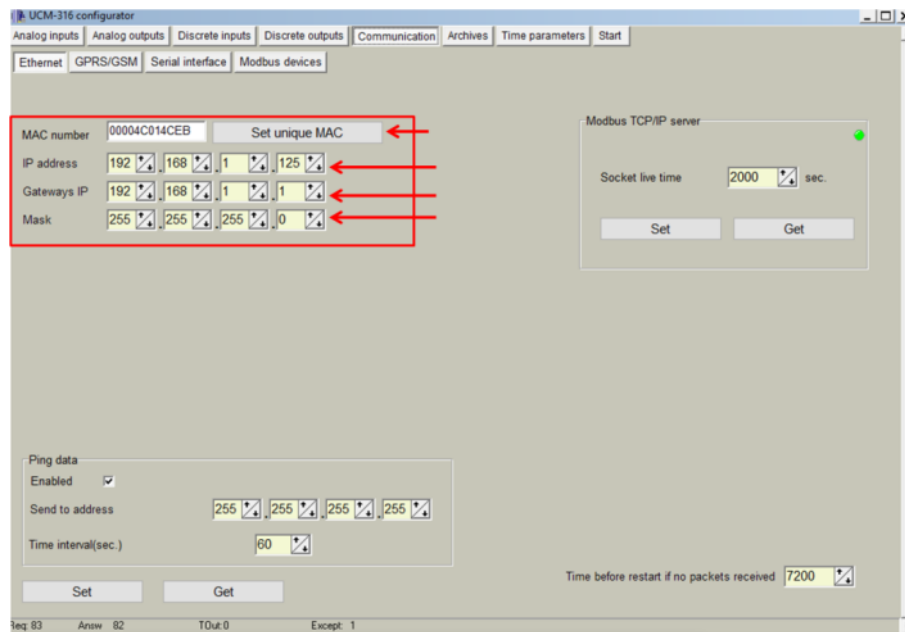 UCM-316 configurator
Analog inputs Analog outputs Discrete inputs Discrete outputs Communication Archives Time parameters Start
Ethernet GPRS/GSM Serial interface Modbus devices
MAC number 00004C014CEB Set unique MAC
IP address 192 . 168 . 1 . 125
Gateways IP 192 . 168 . 1 . 1
Mask 255 . 255 . 255 . 0
Modbus TCP/IP server
Socket live time 2000 sec.
Set Get
Ping data
Enabled
Send to address 255 . 255 . 255 . 255
Time interval(sec.) 60
Set Get
Time before restart if no packets received 7200
Req: 83 Answ 82 TOut:0 Except: 1